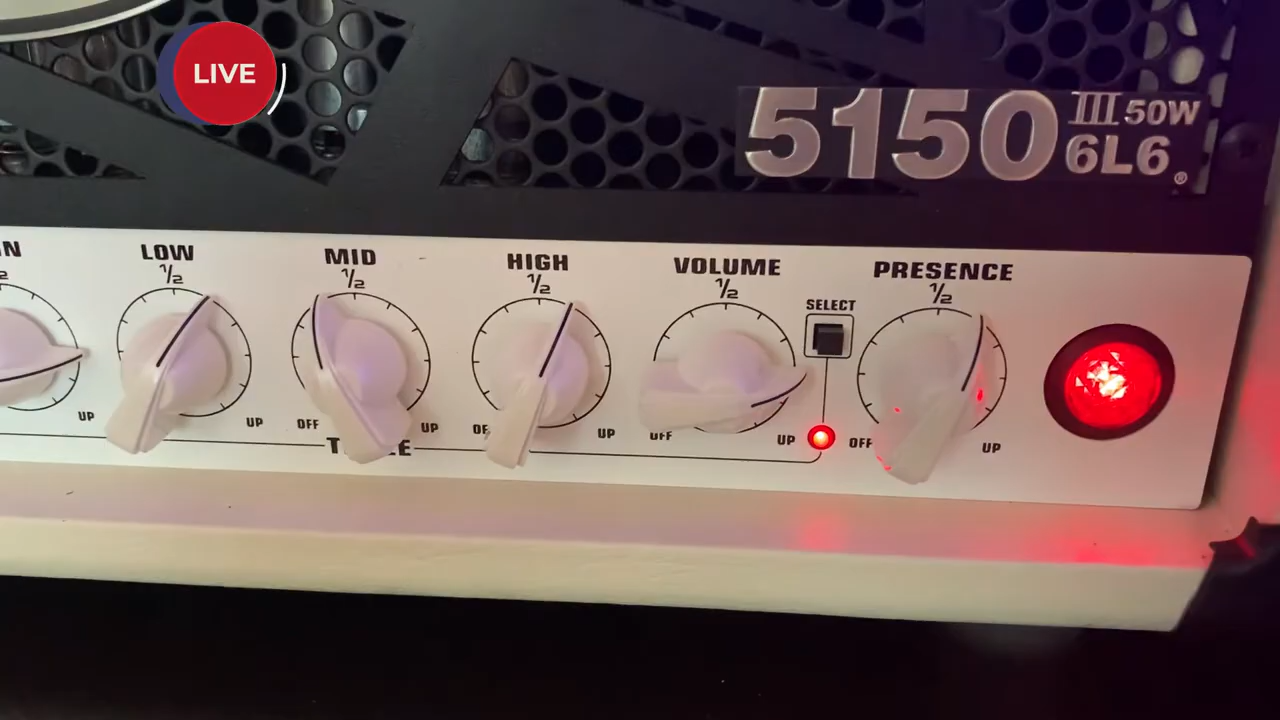 LIVE
5150 III 50W
6L6 ®
LOW
MID
HIGH
VOLUME
PRESENCE
1/2
1/2
1/2
1/2
1/2
SELECT
UP
UP
OFF
UP
UP
OFF
UP
OFF
UP